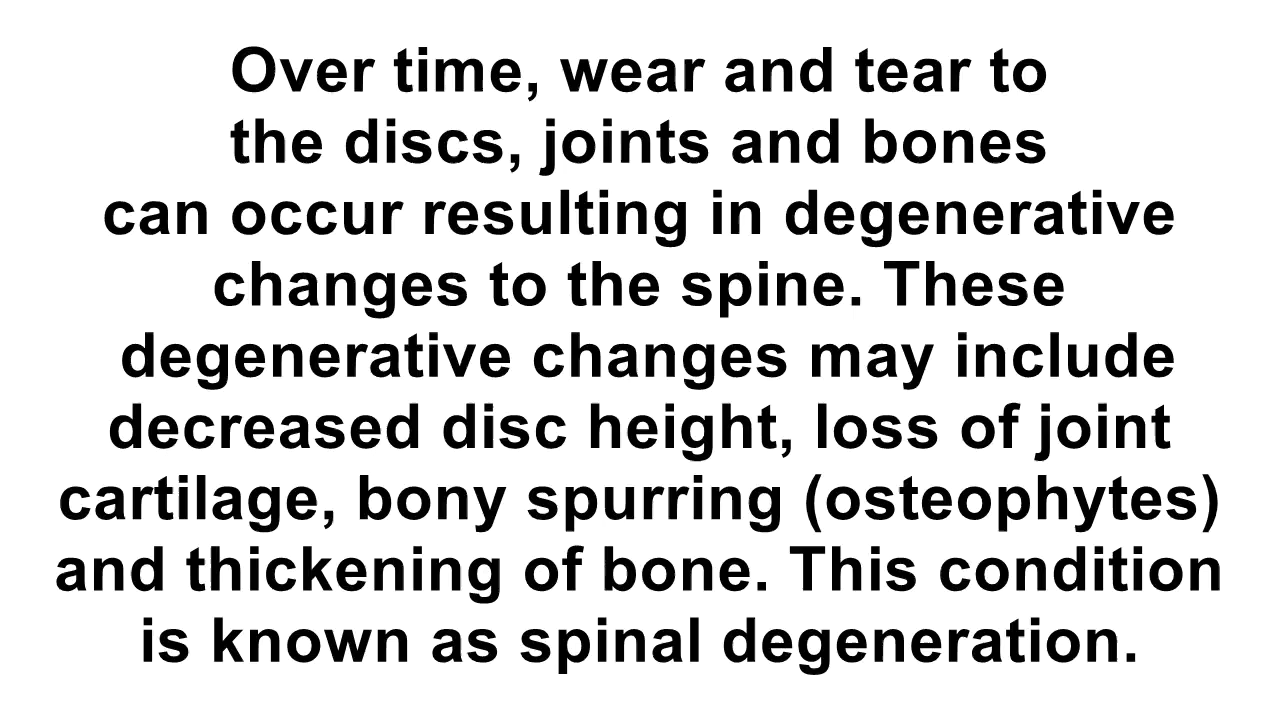 Over time, wear and tear to
the discs, joints and bones
can occur resulting in degenerative
changes to the spine. These
degenerative changes may include
decreased disc height, loss of joint
cartilage, bony spurring (osteophytes)
and thickening of bone. This condition
is known as spinal degeneration.